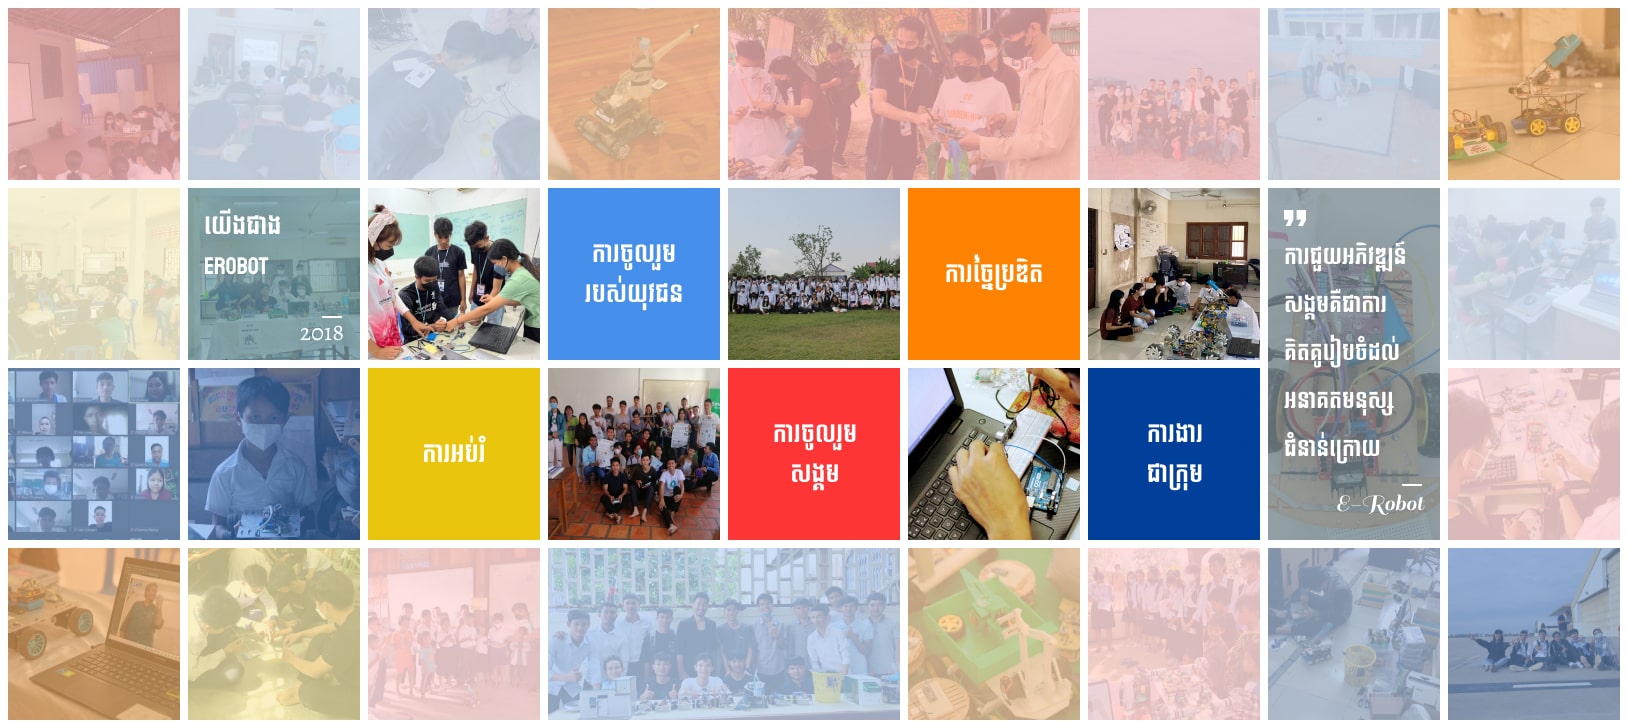 យើងជាង
EROBOT
2018
ការចូលរួម
របស់យុវជន
ការច្នៃប្រឌិត
ការជួយអភិវឌ្ឍន៍
សង្គមគឺជាការ
គិតគូរៀបចំដល់
អនាគតមនុស្ស
ជំនាន់ក្រោយ
E-Robot
ការអប់រំ
ការចូលរួម
សង្គម
ការងារ
ជាក្រុម